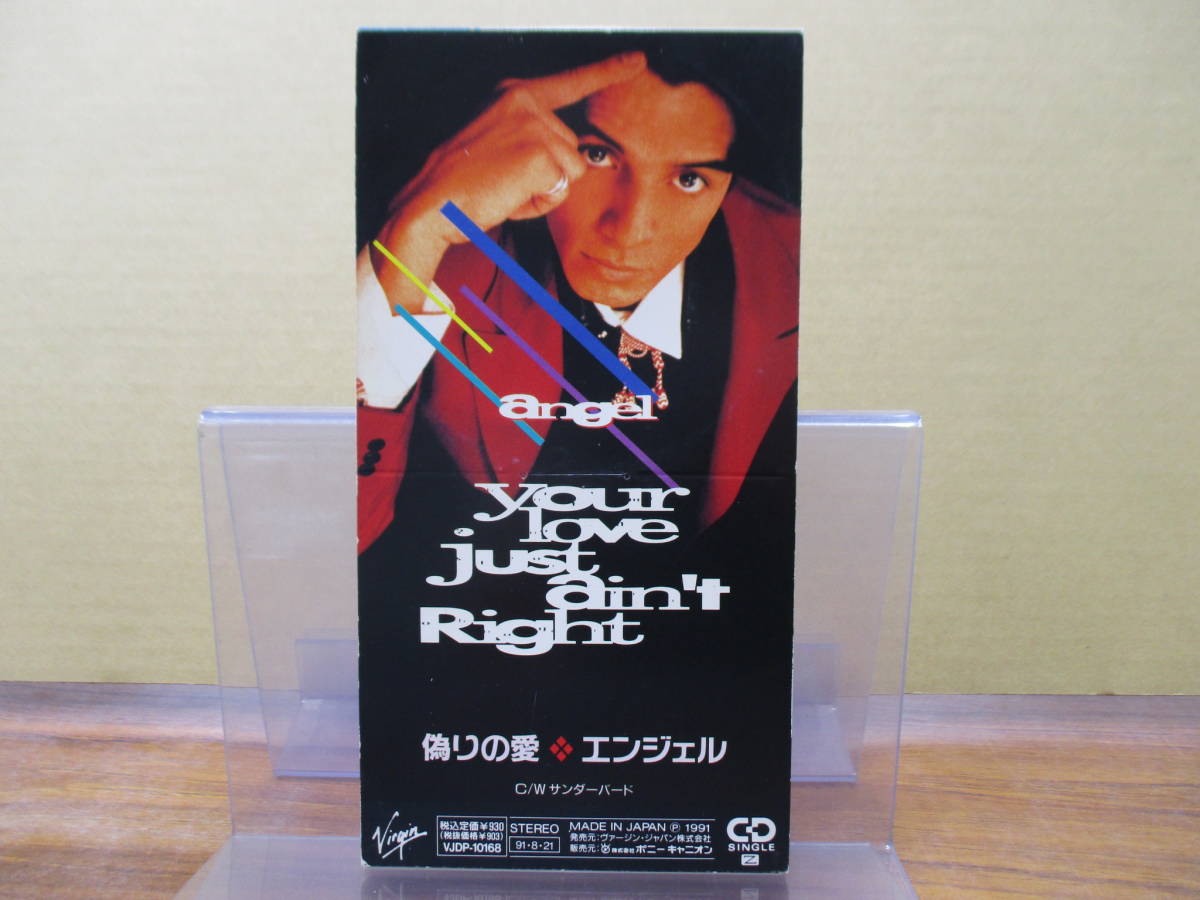 angel
your
love
just
ain't
Right
偽りの愛 エンジェル
C/W サンダーバード
Virgin
税込定価¥930
(税抜価格¥903)
VJDP-10168
STEREO
91・8・21
MADE IN JAPAN Ⓟ 1991
発売元:ヴァージン・ジャパン株式会社
販売元:株式会社 ポニーキャニオン
CD
SINGLE
Z